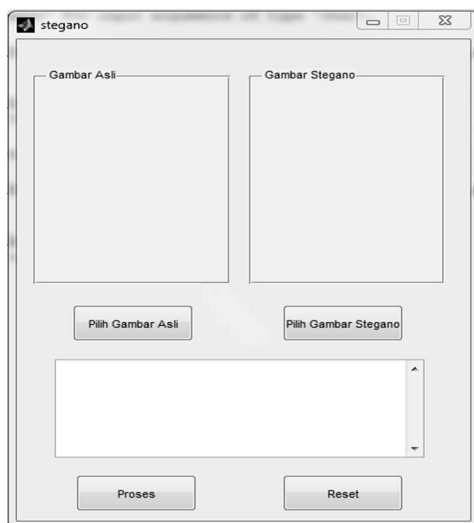 stegano
Gambar Asli
Gambar Stegano
Pilih Gambar Asli
Pilih Gambar Stegano
Proses
Reset